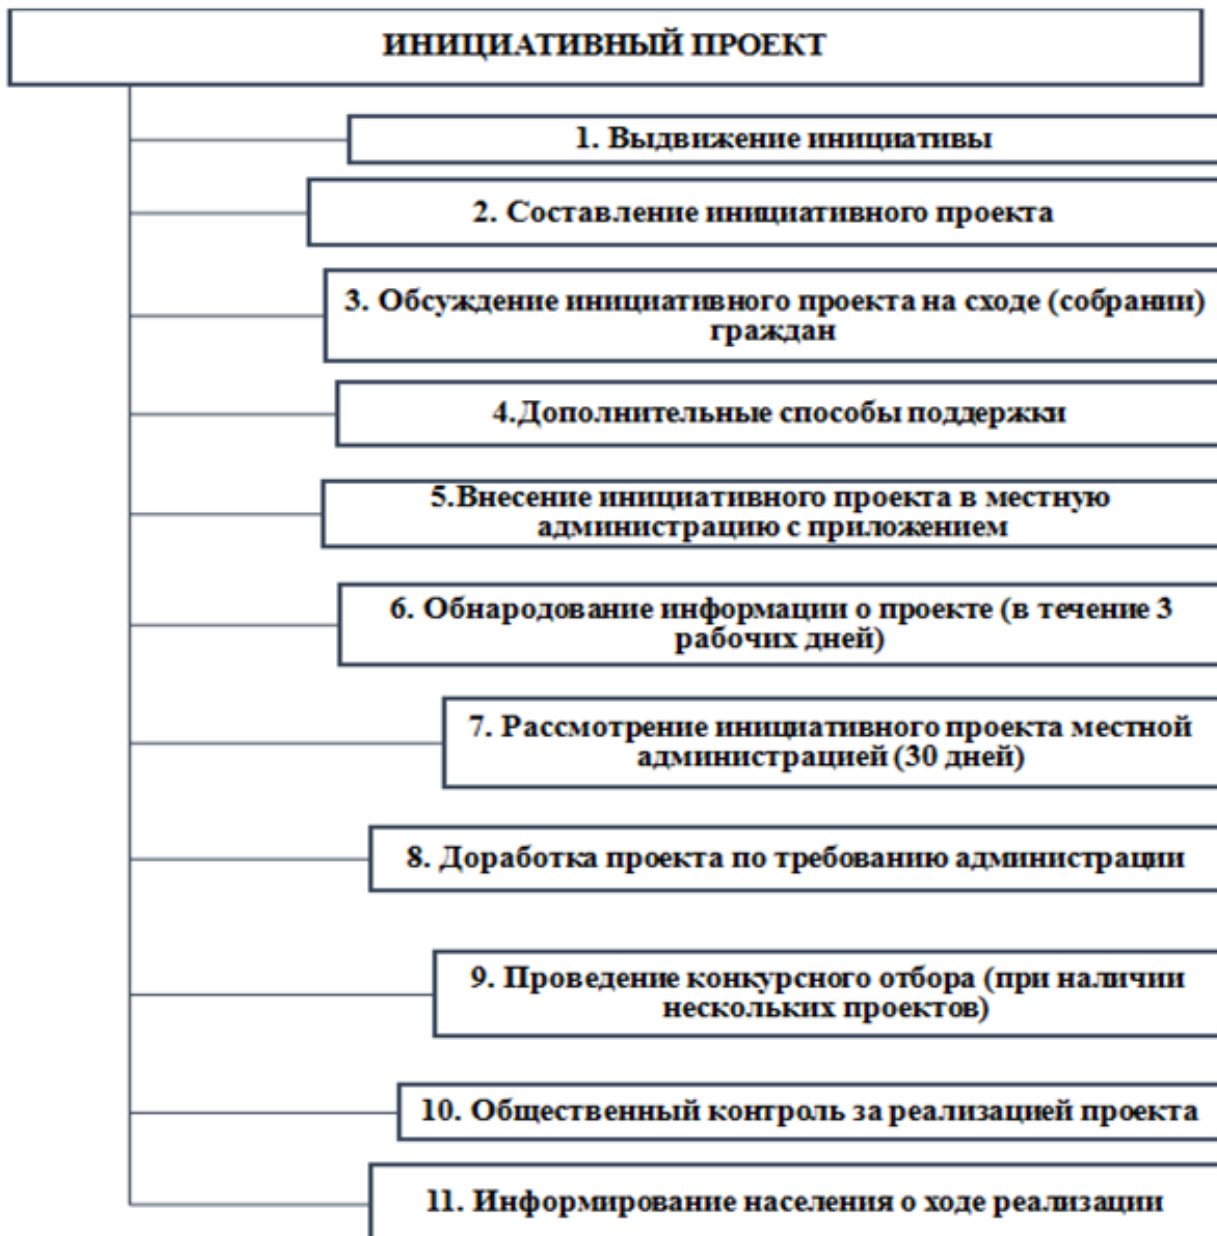 ИНИЦИАТИВНЫЙ ПРОЕКТ
1. Выдвижение инициативы
2. Составление инициативного проекта
3. Обсуждение инициативного проекта на сходе (собрании)
граждан
4.Дополнительные способы поддержки
5.Внесение инициативного проекта в местную
администрацию с приложением
6. Обнародование информации о проекте (в течение 3
рабочих дней)
7. Рассмотрение инициативного проекта местной
администрацией (30 дней)
8. Доработка проекта по требованию администрации
9. Проведение конкурсного отбора (при наличии
нескольких проектов)
10. Общественный контроль за реализацией проекта
11. Информирование населения о ходе реализации